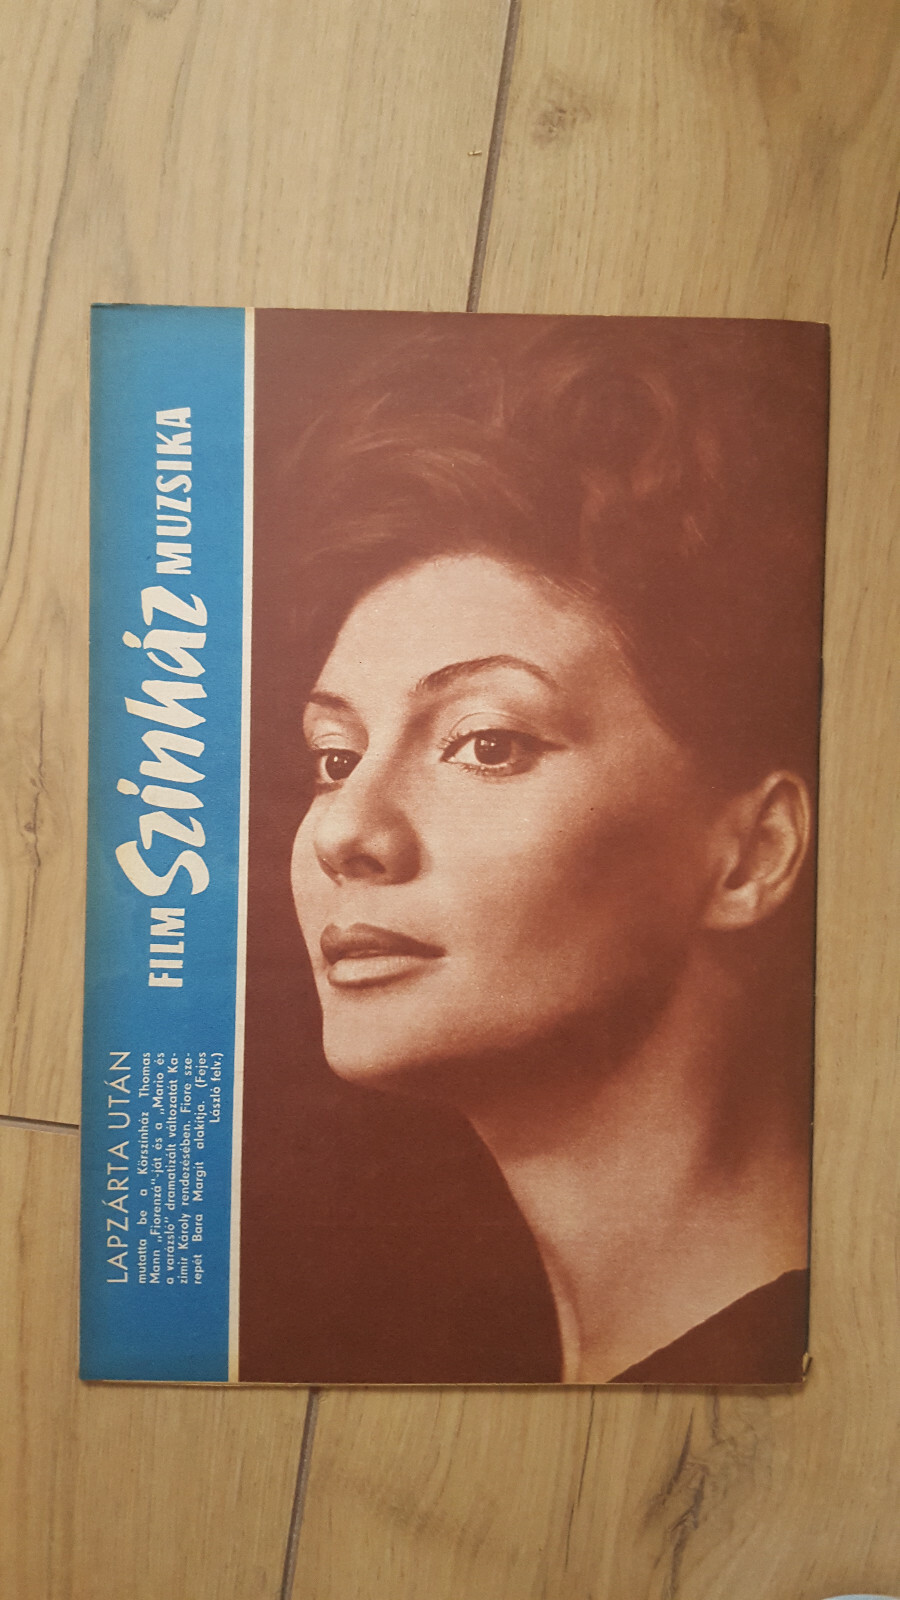 LAPZÁRTA UTÁN
mutatta be a Körszínház Thomas
Mann „Fiorenza"-ját és a „Mario és
a varázsló" dramatizált változatát Ka-
zimir Károly rendezésében. Fiore sze-
repét Bara Margit alakítja. (Fejes
László felv.)
FILM Színház MUZSIKA